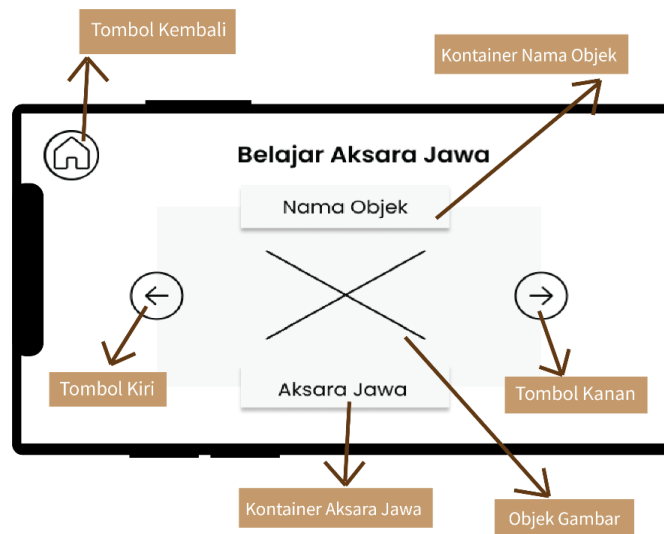 Tombol Kembali
Kontainer Nama Objek
Belajar Aksara Jawa
Nama Objek
Tombol Kiri
Aksara Jawa
Tombol Kanan
Kontainer Aksara Jawa
Objek Gambar